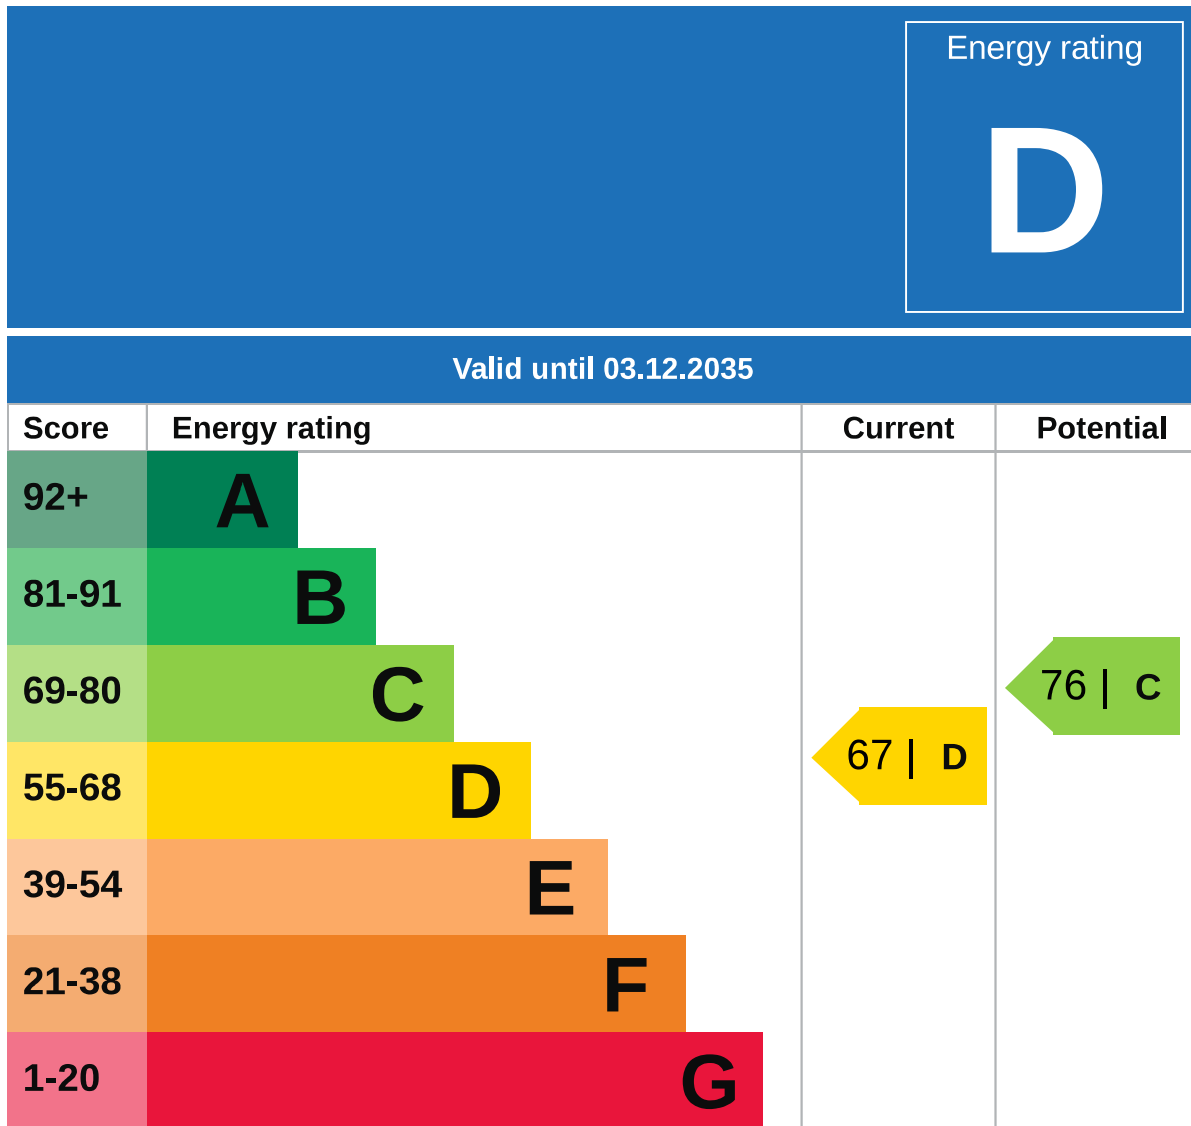 Energy rating
D
Valid until 03.12.2035
Score Energy rating Current Potential
92+ A
81-91 B
69-80 C
76 | C
55-68 D
67 | D
39-54 E
21-38 F
1-20 G